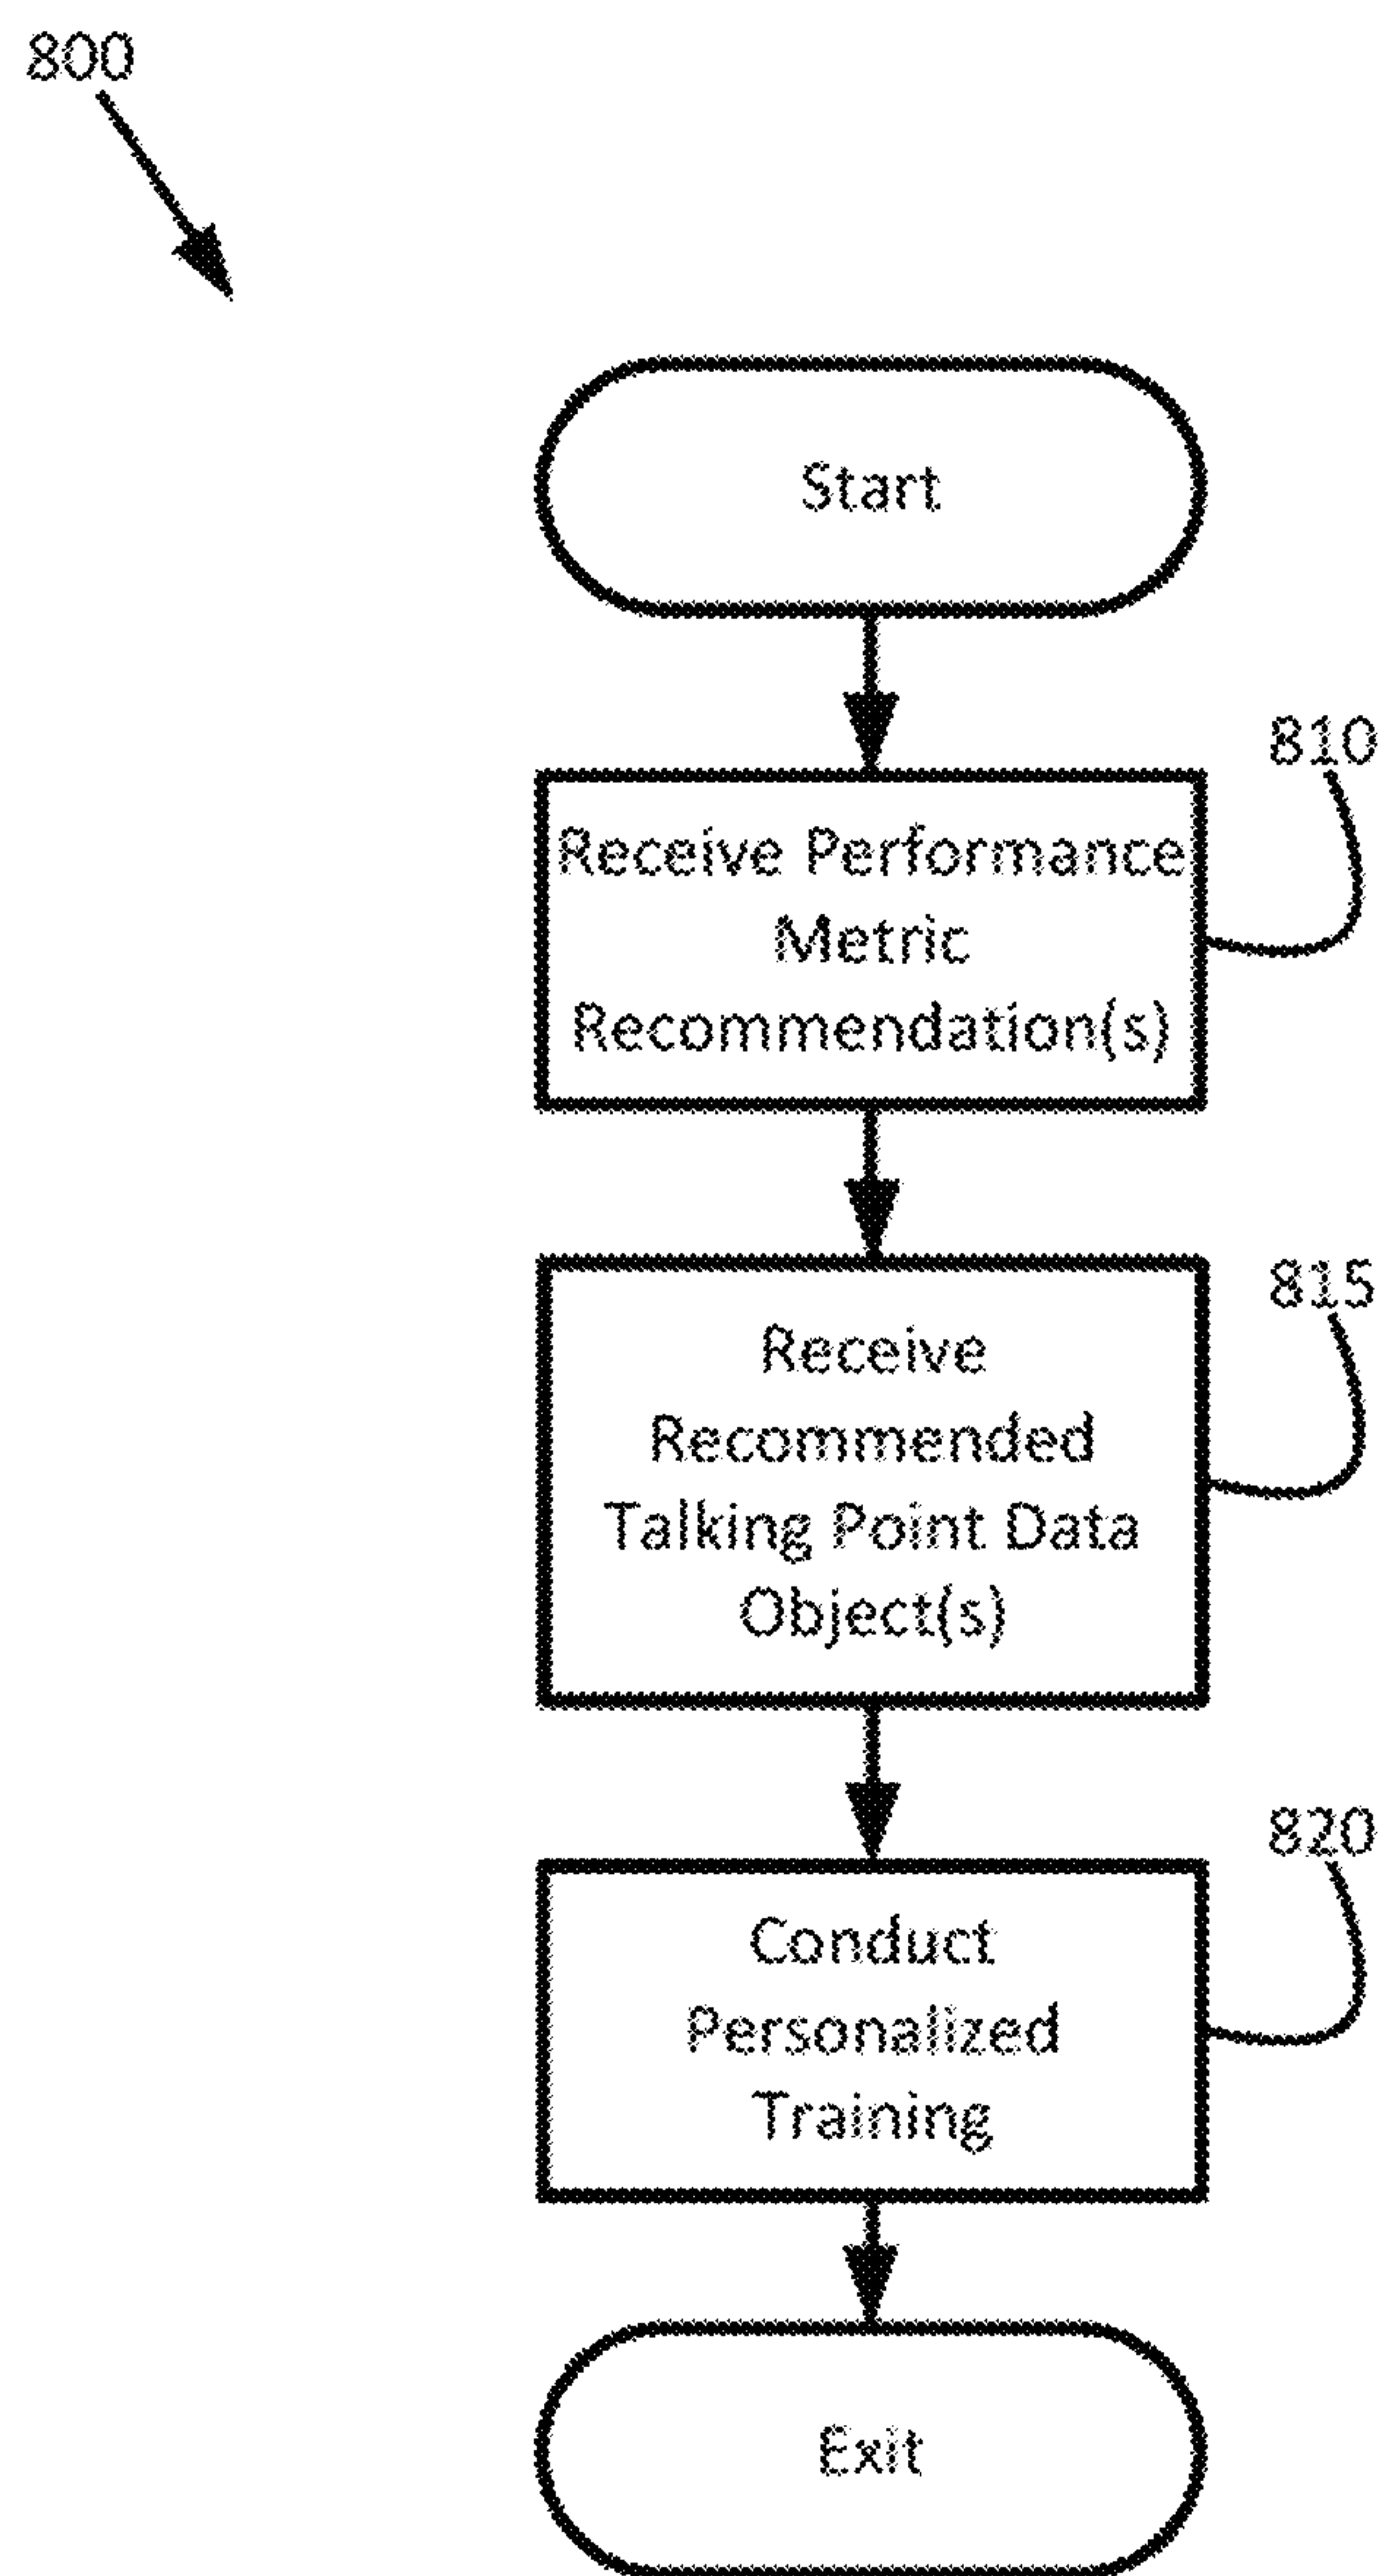 800
Start
810
Receive Performance
Metric
Recommendation(s)
815
Receive
Recommended
Talking Point Data
Object(s)
820
Conduct
Personalized
Training
Exit